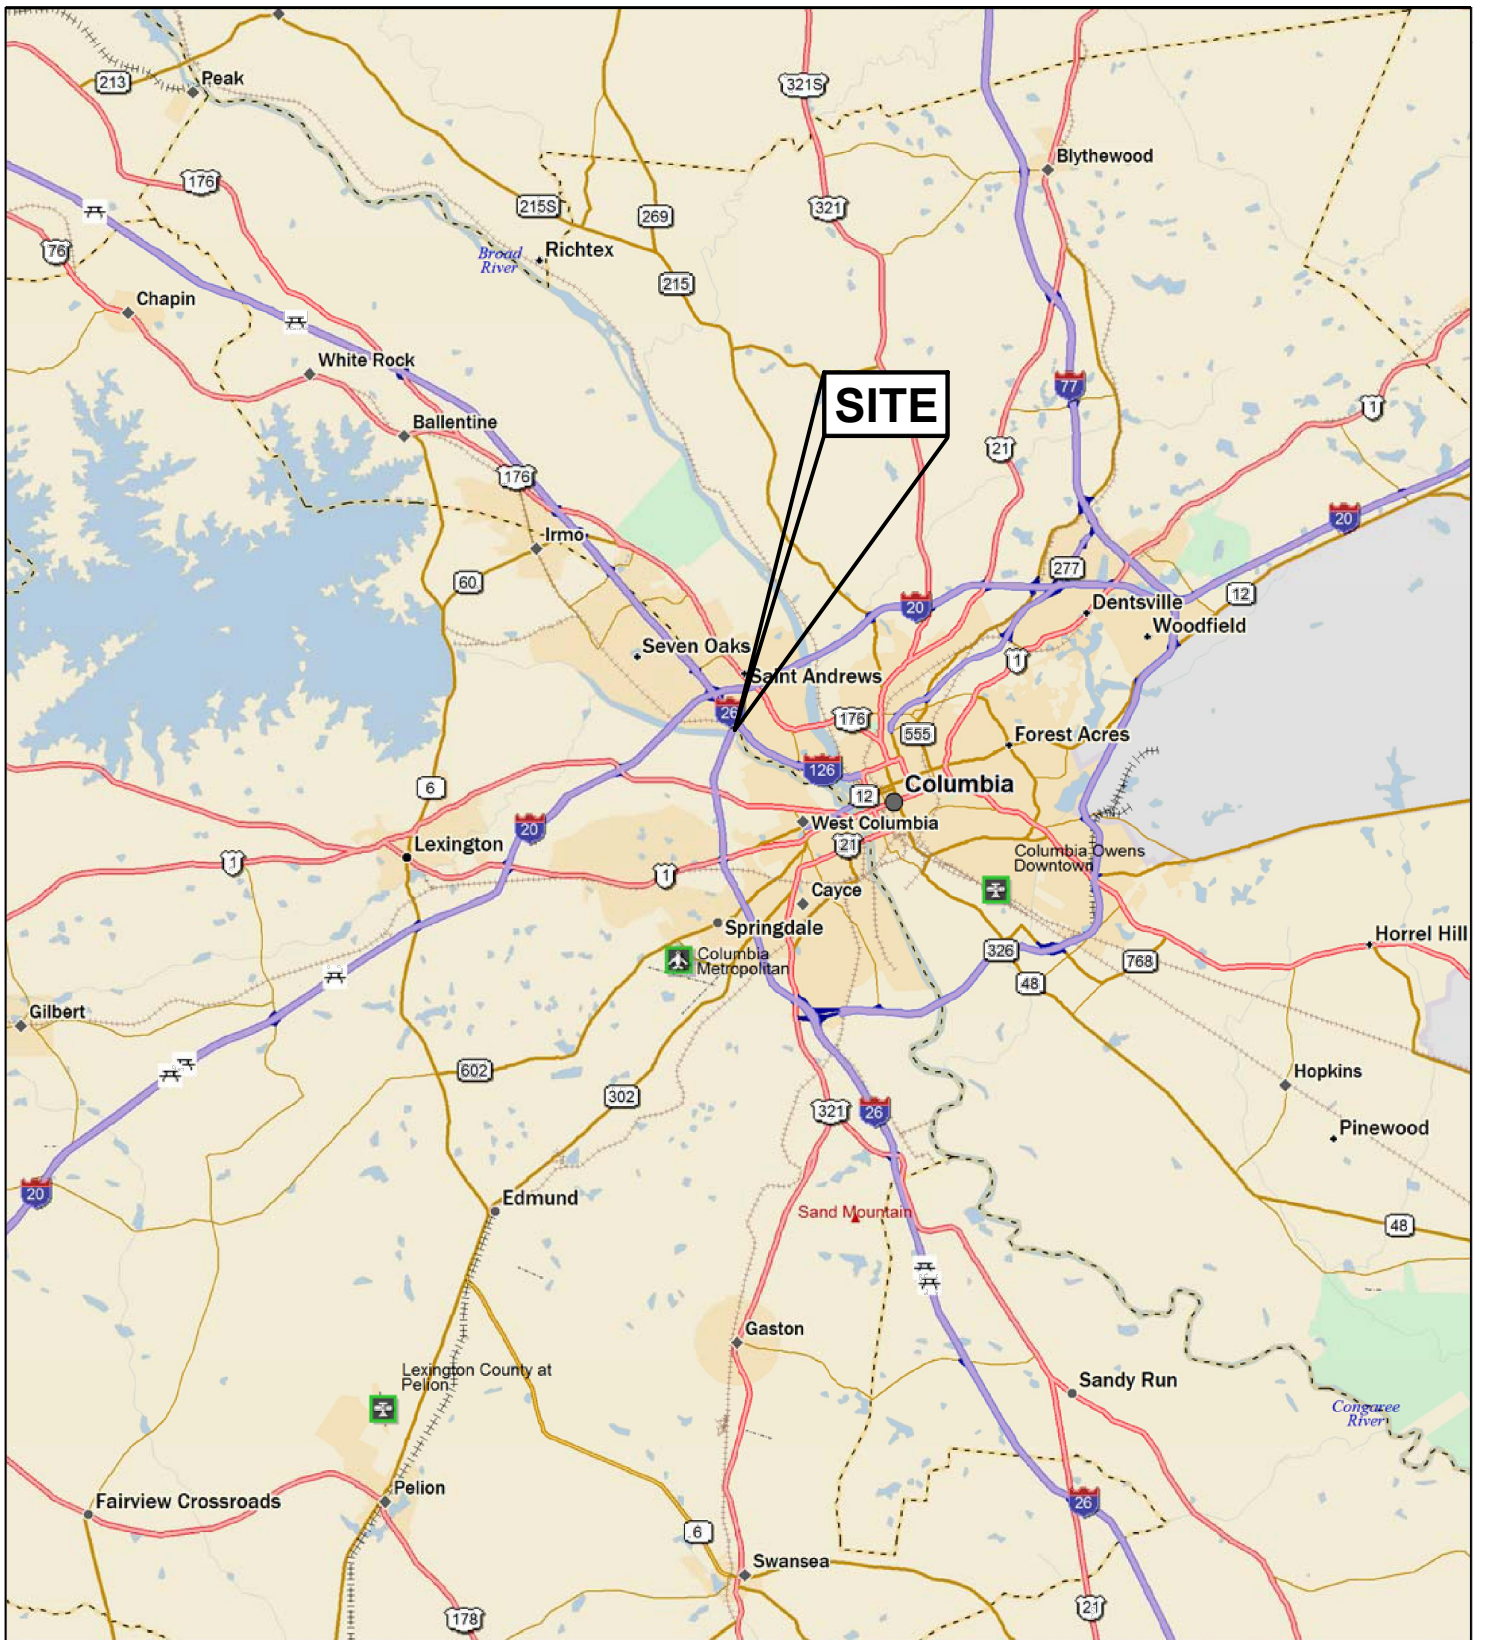 Peak
213
321S
Blythewood
176
215S
269
321
76
Broad
River
Richtex
215
Chapin
White Rock
77
SITE
1
Ballentine
21
176
20
Irmo
277
60
12
20
Dentsville
Woodfield
Seven Oaks
1
Saint Andrews
26
176
555
Forest Acres
126
6
Columbia
12
20
West Columbia
Lexington
21
Columbia Owens
Downtown
1
1
Cayce
Springdale
Horrel Hill
326
Columbia
Metropolitan
768
48
Gilbert
602
Hopkins
302
321
26
Pinewood
20
Edmund
Sand Mountain
48
Gaston
Lexington County at
Pelion
Sandy Run
Congaree
River
Pelion
Fairview Crossroads
26
6
Swansea
178
21